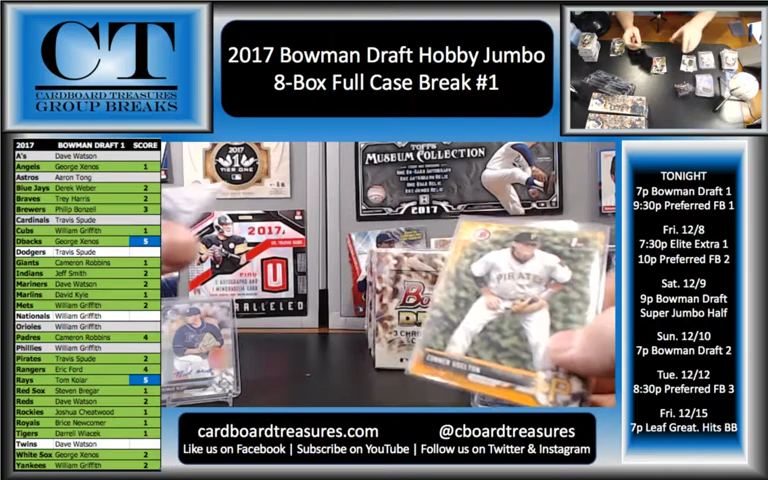 CT
CARDBOARD TREASURES
GROUP BREAKS
2017 Bowman Draft Hobby Jumbo
8-Box Full Case Break #1
2017 BOWMAN DRAFT 1 SCORE
A's Dave Watson
Angels George Xenos 1
Astros Aaron Tong
Blue Jays Derek Weber 2
Braves Trey Harris 2
Brewers Philip Bonzell 3
Cardinals Travis Spude
Cubs William Griffith 1
Dbacks George Xenos 5
Dodgers Travis Spude
Giants Cameron Robbins 1
Indians Jeff Smith 2
Mariners Dave Watson 2
Marlins David Kyle 1
Mets William Griffith 2
Nationals William Griffith
Orioles William Griffith
Padres Cameron Robbins 4
Phillies William Griffith
Pirates Travis Spude 2
Rangers Eric Ford 4
Rays Tom Kolar 5
Red Sox Steven Bregar 1
Reds Dave Watson 2
Rockies Joshua Cheatwood 1
Royals Brice Newcomer 1
Tigers Darrell Wiacek 1
Twins Dave Watson
White Sox George Xenos 2
Yankees William Griffith 2
2017
TIER ONE
TOPPS
MUSEUM COLLECTION
2017
2017
PIRATES
TONIGHT
7p Bowman Draft 1
9:30p Preferred FB 1
Fri. 12/8
7:30p Elite Extra 1
10p Preferred FB 2
Sat. 12/9
9p Bowman Draft
Super Jumbo Half
Sun. 12/10
7p Bowman Draft 2
Tue. 12/12
8:30p Preferred FB 3
Fri. 12/15
7p Leaf Great. Hits BB
cardboardtreasures.com @cboardtreasures
Like us on Facebook | Subscribe on YouTube | Follow us on Twitter & Instagram